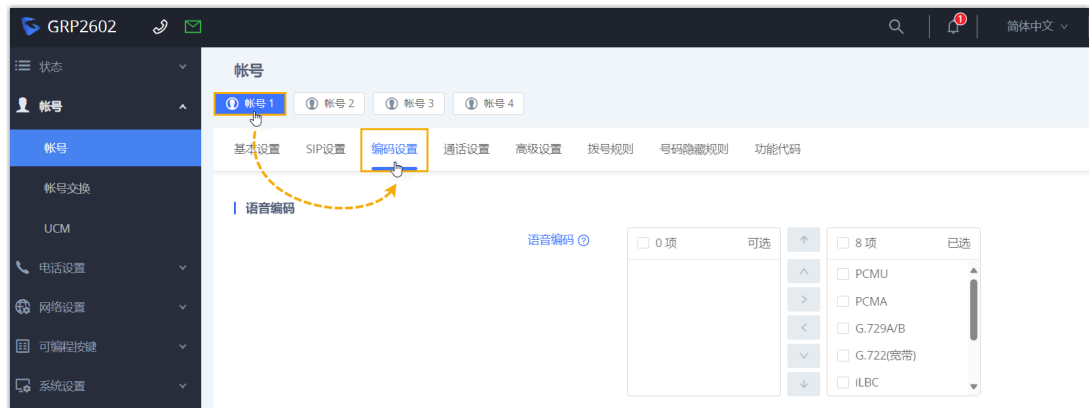 GRP2602
1
简体中文
状态
帐号
帐号
帐号交换
UCM
电话设置
网络设置
可编程按键
系统设置
帐号
帐号 1 帐号 2 帐号 3 帐号 4
基本设置 SIP设置 编码设置 通话设置 高级设置 拨号规则 号码隐藏规则 功能代码
语音编码
语音编码 ?
0 项 可选
8 项 已选
PCMU
PCMA
G.729A/B
G.722(宽带)
iLBC